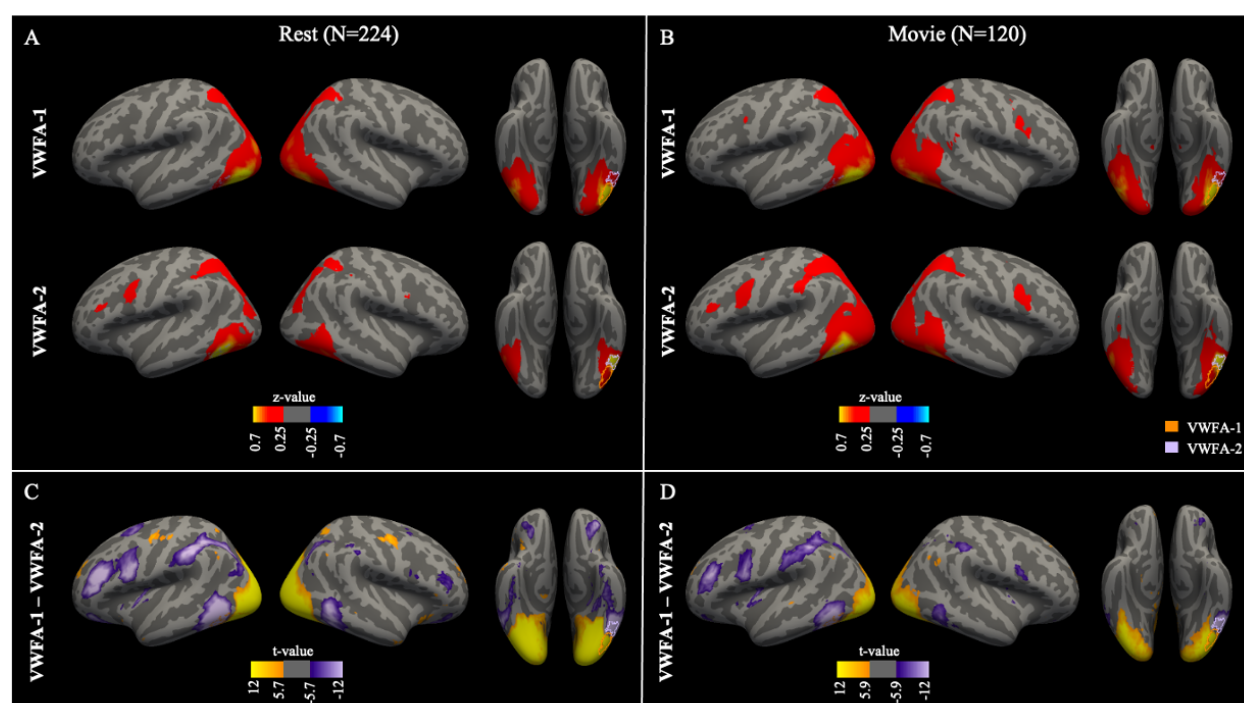 A
Rest (N=224)
VWFA-1
VWFA-2
z-value
0.7
0.25
-0.25
-0.7
B
Movie (N=120)
VWFA-1
VWFA-2
z-value
0.7
0.25
-0.25
-0.7
VWFA-1
VWFA-2
C
VWFA-1 – VWFA-2
t-value
12
5.7
-5.7
-12
D
VWFA-1 – VWFA-2
t-value
12
5.9
-5.9
-12